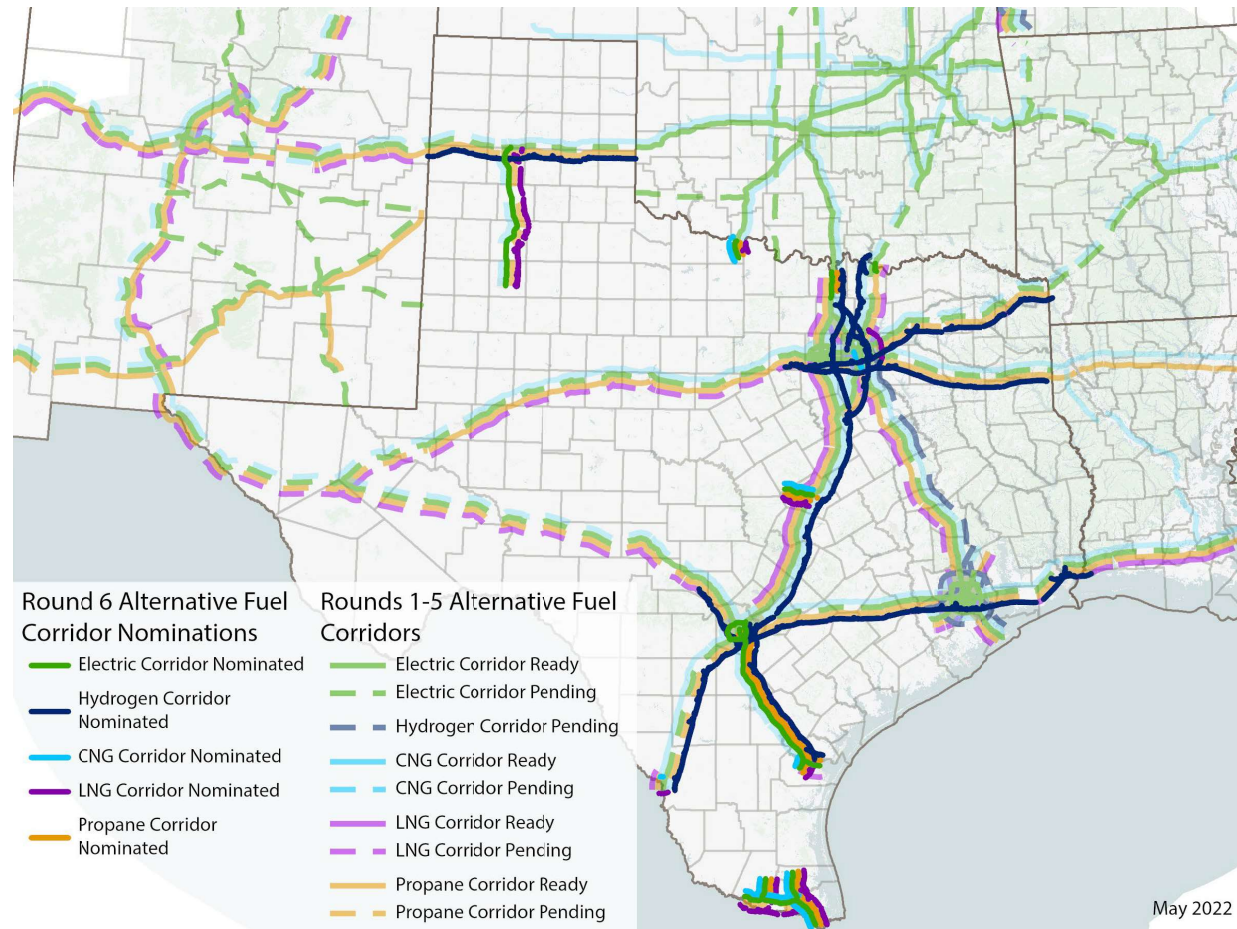 Round 6 Alternative Fuel
Corridor Nominations
Electric Corridor Nominated
Hydrogen Corridor
Nominated
CNG Corridor Nominated
LNG Corridor Nominated
Propane Corridor
Nominated
Rounds 1-5 Alternative Fuel
Corridors
Electric Corridor Ready
Electric Corridor Pending
Hydrogen Corridor Pending
CNG Corridor Ready
CNG Corridor Pending
LNG Corridor Ready
LNG Corridor Pending
Propane Corridor Ready
Propane Corridor Pending
May 2022